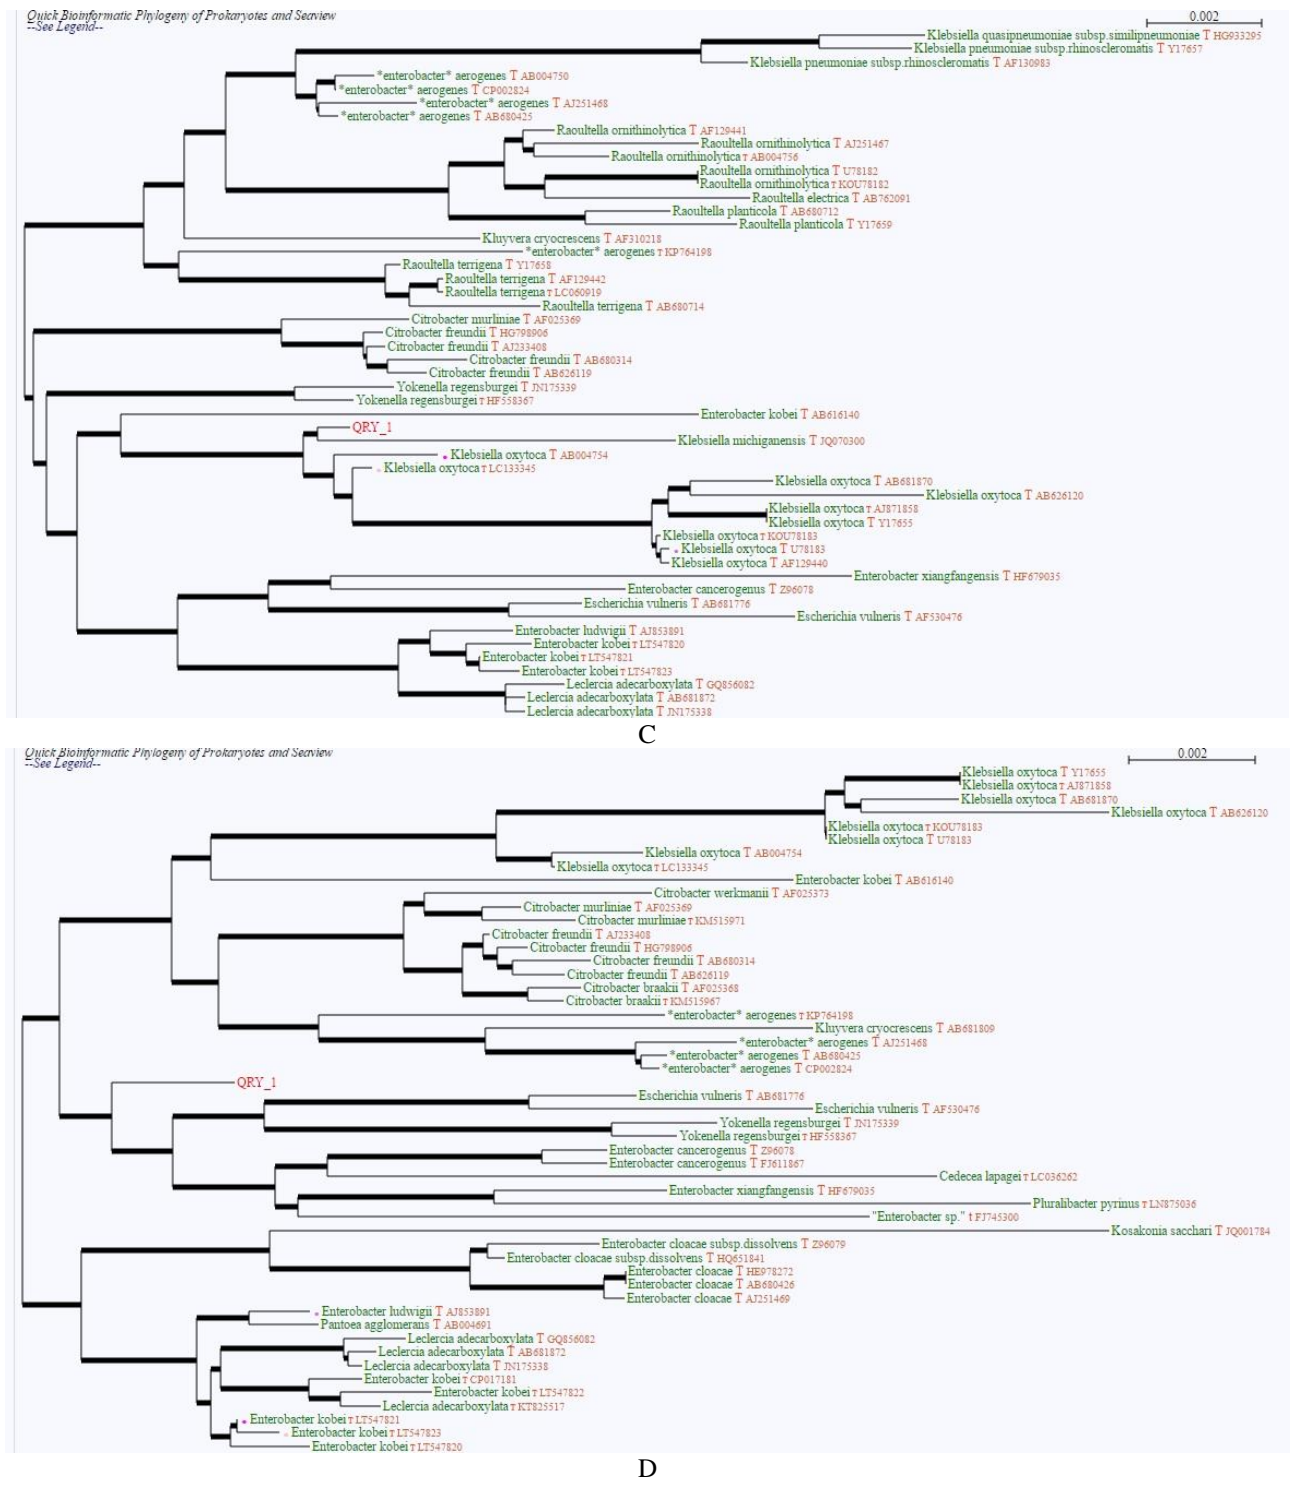 Quick Bioinformatic Phylogeny of Prokaryotes and Seaview
--See Legend--
0.002
Klebsiella quasipneumoniae subsp.similipneumoniae T HG933295
Klebsiella pneumoniae subsp.rhinoscleromatis T Y17657
Klebsiella pneumoniae subsp.rhinoscleromatis T AF130983
*enterobacter* aerogenes T AB004750
*enterobacter* aerogenes T CP002824
*enterobacter* aerogenes T AJ251468
*enterobacter* aerogenes T AB680425
Raoultella ornithinolytica T AF129441
Raoultella ornithinolytica T AJ251467
Raoultella ornithinolytica T AB004756
Raoultella ornithinolytica T U78182
Raoultella ornithinolytica T KOU78182
Raoultella electrica T AB762091
Raoultella planticola T AB680712
Raoultella planticola T Y17659
Kluyvera cryocrescens T AF310218
*enterobacter* aerogenes T KP764198
Raoultella terrigena T Y17658
Raoultella terrigena T AF129442
Raoultella terrigena T LC060919
Raoultella terrigena T AB680714
Citrobacter murliniae T AF025369
Citrobacter freundii T HG798906
Citrobacter freundii T AJ233408
Citrobacter freundii T AB680314
Citrobacter freundii T AB626119
Yokenella regensburgei T JN175339
Yokenella regensburgei T HF558367
Enterobacter kobei T AB616140
QRY_1
Klebsiella michiganensis T JQ070300
Klebsiella oxytoca T AB004754
Klebsiella oxytoca T LC133345
Klebsiella oxytoca T AB681870
Klebsiella oxytoca T AB626120
Klebsiella oxytoca T AJ871858
Klebsiella oxytoca T Y17655
Klebsiella oxytoca T KOU78183
Klebsiella oxytoca T U78183
Klebsiella oxytoca T AF129440
Enterobacter xiangfangensis T HF679035
Enterobacter cancerogenus T Z96078
Escherichia vulneris T AB681776
Escherichia vulneris T AF530476
Enterobacter ludwigii T AJ853891
Enterobacter kobei T LT547820
Enterobacter kobei T LT547821
Enterobacter kobei T LT547823
Leclercia adecarboxylata T GQ856082
Leclercia adecarboxylata T AB681872
Leclercia adecarboxylata T JN175338
C
Quick Bioinformatic Phylogeny of Prokaryotes and Seaview
--See Legend--
0.002
Klebsiella oxytoca T Y17655
Klebsiella oxytoca T AJ871858
Klebsiella oxytoca T AB681870
Klebsiella oxytoca T AB626120
Klebsiella oxytoca T KOU78183
Klebsiella oxytoca T U78183
Klebsiella oxytoca T AB004754
Klebsiella oxytoca T LC133345
Enterobacter kobei T AB616140
Citrobacter werkmanii T AF025373
Citrobacter murliniae T AF025369
Citrobacter murliniae T KM515971
Citrobacter freundii T AJ233408
Citrobacter freundii T HG798906
Citrobacter freundii T AB680314
Citrobacter freundii T AB626119
Citrobacter braakii T AF025368
Citrobacter braakii T KM515967
*enterobacter* aerogenes T KP764198
Kluyvera cryocrescens T AB681809
*enterobacter* aerogenes T AJ251468
*enterobacter* aerogenes T AB680425
*enterobacter* aerogenes T CP002824
QRY_1
Escherichia vulneris T AB681776
Escherichia vulneris T AF530476
Yokenella regensburgei T JN175339
Yokenella regensburgei T HF558367
Enterobacter cancerogenus T Z96078
Enterobacter cancerogenus T FJ611867
Cedecea lapagei T LC036262
Enterobacter xiangfangensis T HF679035
Pluralibacter pyrinus T LN875036
"Enterobacter sp." t FJ745300
Kosakonia sacchari T JQ001784
Enterobacter cloacae subsp.dissolvens T Z96079
Enterobacter cloacae subsp.dissolvens T HQ651841
Enterobacter cloacae T HE978272
Enterobacter cloacae T AB680426
Enterobacter cloacae T AJ251469
Enterobacter ludwigii T AJ853891
Pantoea agglomerans T AB004691
Leclercia adecarboxylata T GQ856082
Leclercia adecarboxylata T AB681872
Leclercia adecarboxylata T JN175338
Enterobacter kobei T CP017181
Enterobacter kobei T LT547822
Leclercia adecarboxylata T KT825517
Enterobacter kobei T LT547821
Enterobacter kobei T LT547823
Enterobacter kobei T LT547820
D